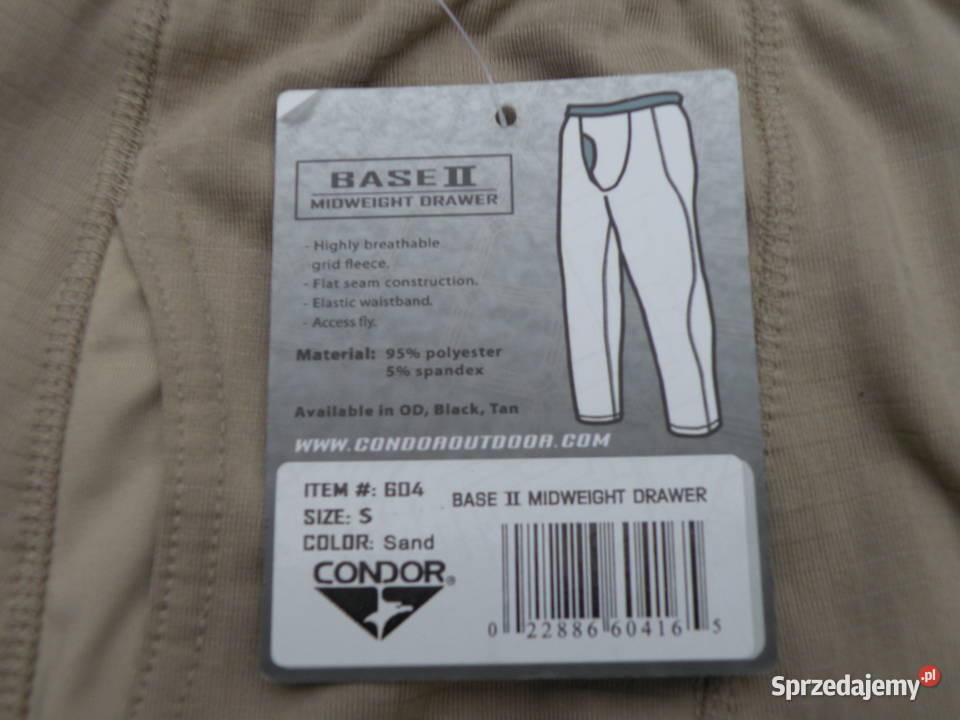 BASE II
MIDWEIGHT DRAWER
- Highly breathable
grid fleece.
- Flat seam construction.
- Elastic waistband.
- Access fly.
Material: 95% polyester
5% spandex
Available in OD, Black, Tan
WWW.CONDOROUTDOOR.COM
ITEM #: 604
BASE II MIDWEIGHT DRAWER
SIZE: S
COLOR: Sand
CONDOR®
0 22886 60416 5
Sprzedajemy.pl